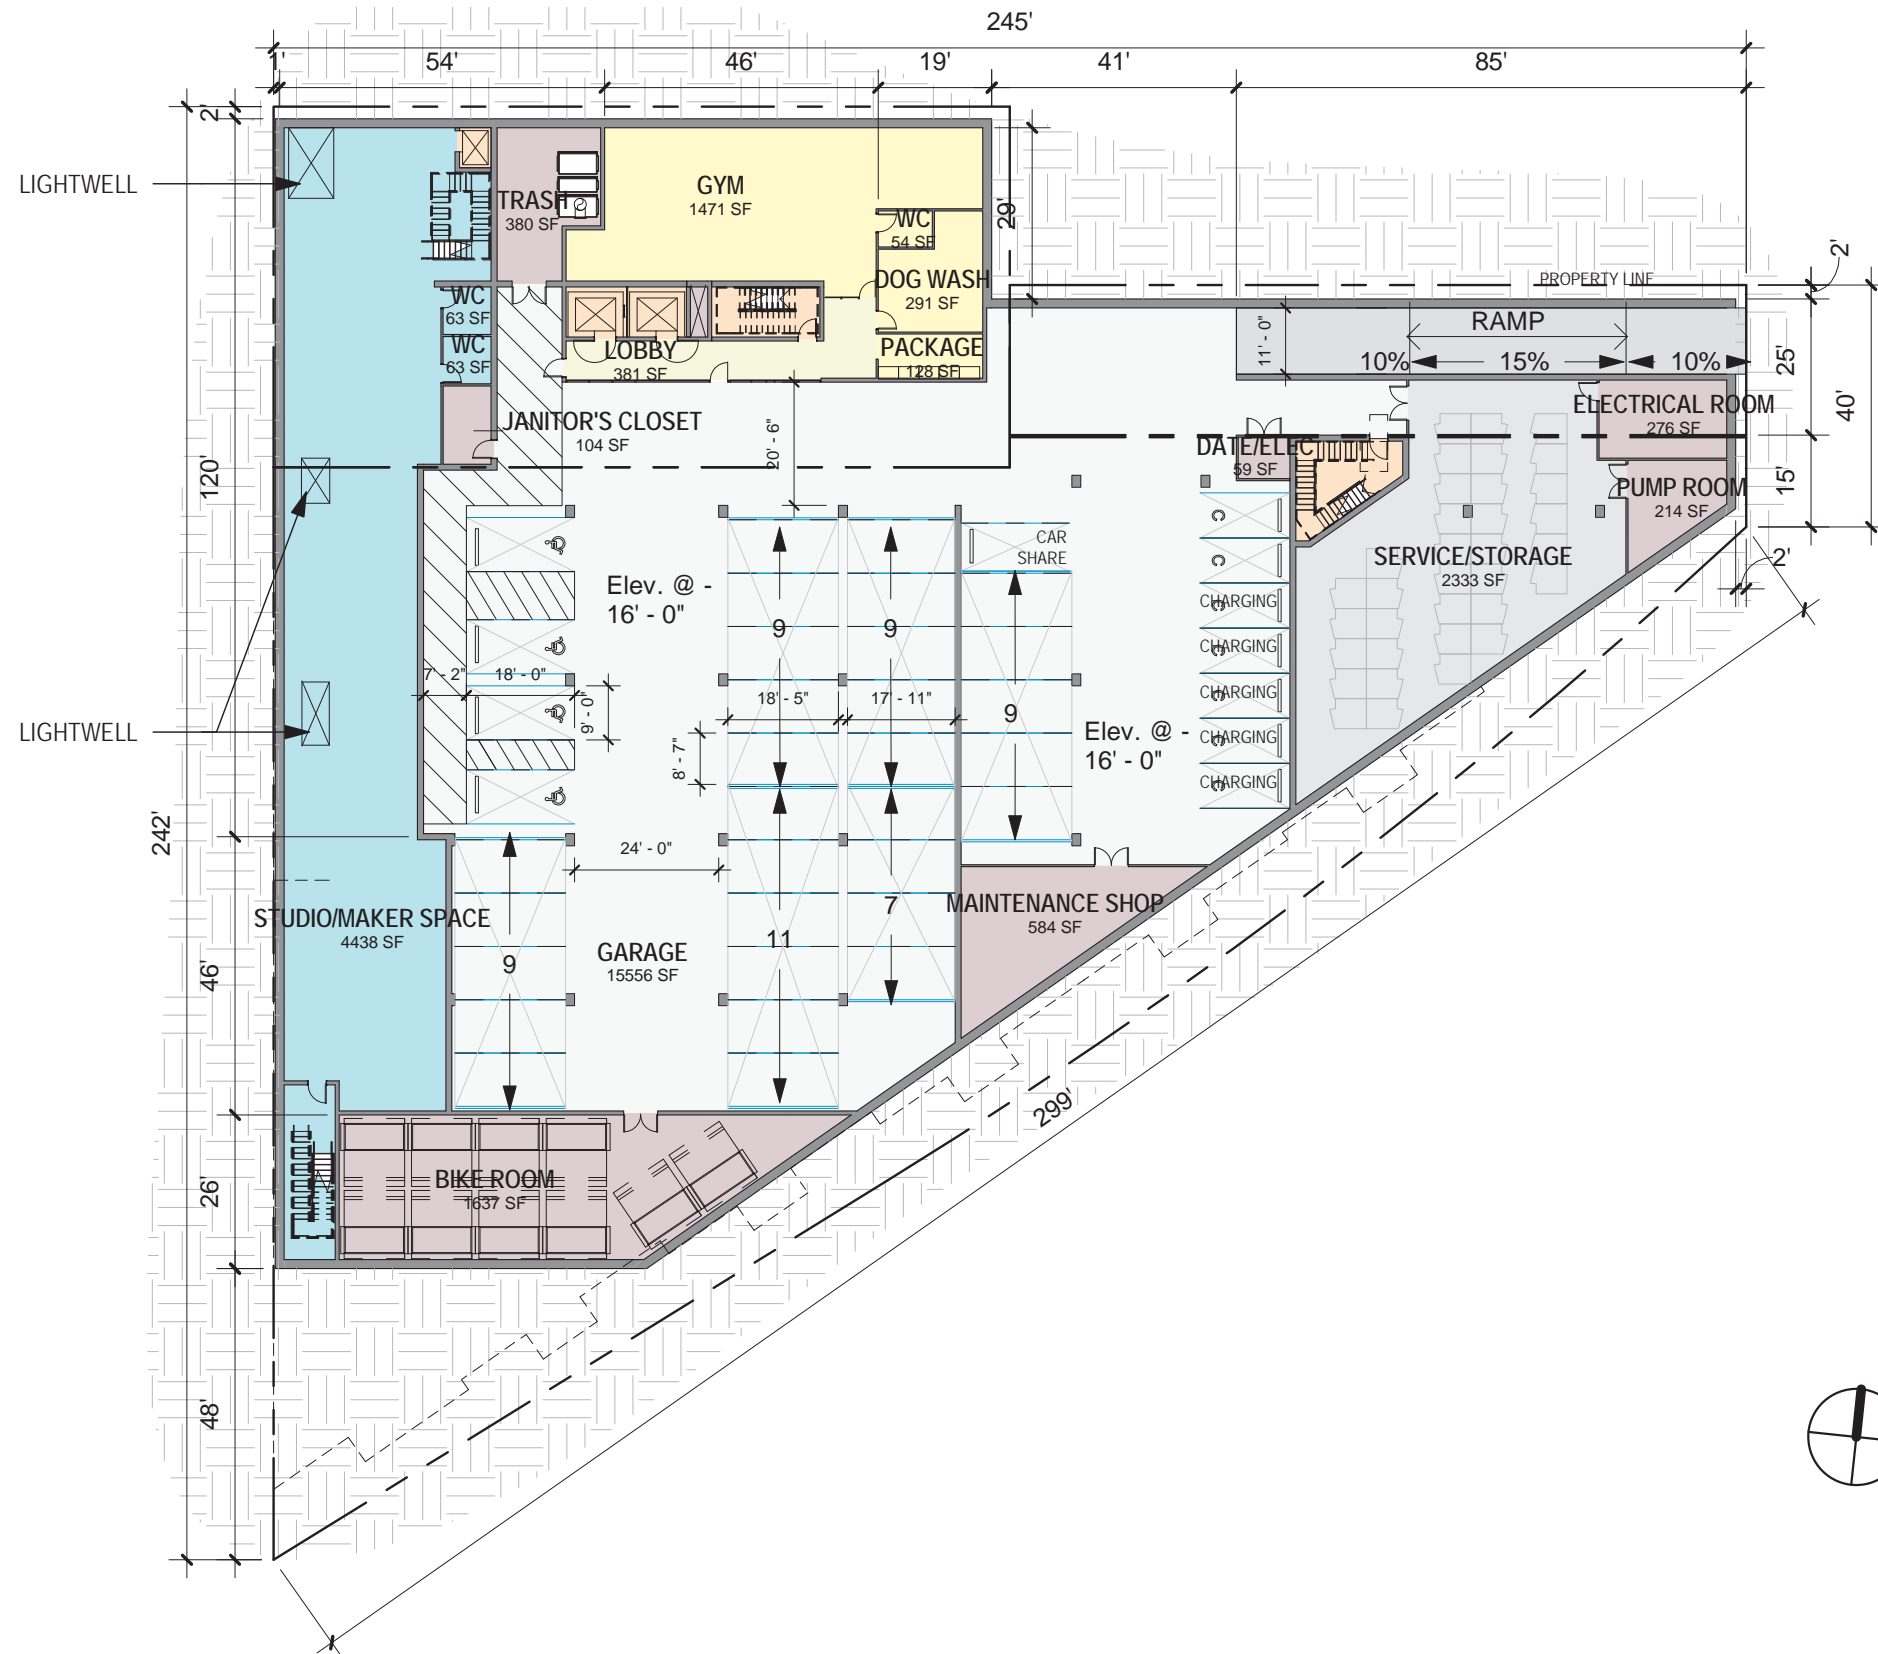 245'
1'
54'
46'
19'
41'
85'
2'
LIGHTWELL
TRASH
380 SF
GYM
1471 SF
WC
54 SF
29'
DOG WASH
291 SF
2'
PROPERTY LINE
WC
63 SF
WC
63 SF
LOBBY
381 SF
PACKAGE
128 SF
11' - 0"
RAMP
10%
15%
10%
25'
40'
JANITOR'S CLOSET
104 SF
20' - 6"
ELECTRICAL ROOM
276 SF
DATE/ELEC
59 SF
120'
15'
PUMP ROOM
214 SF
CAR
SHARE
C
C
SERVICE/STORAGE
2333 SF
2'
Elev. @ -
16' - 0"
9
9
CHARGING
C
CHARGING
C
CHARGING
C
CHARGING
C
CHARGING
C
7' - 2"
18' - 0"
9' - 0"
18' - 5"
17' - 11"
9
Elev. @ -
16' - 0"
LIGHTWELL
8' - 7"
242'
24' - 0"
STUDIO/MAKER SPACE
4438 SF
MAINTENANCE SHOP
584 SF
7
11
9
GARAGE
15556 SF
46'
299'
BIKE ROOM
1637 SF
26'
48'